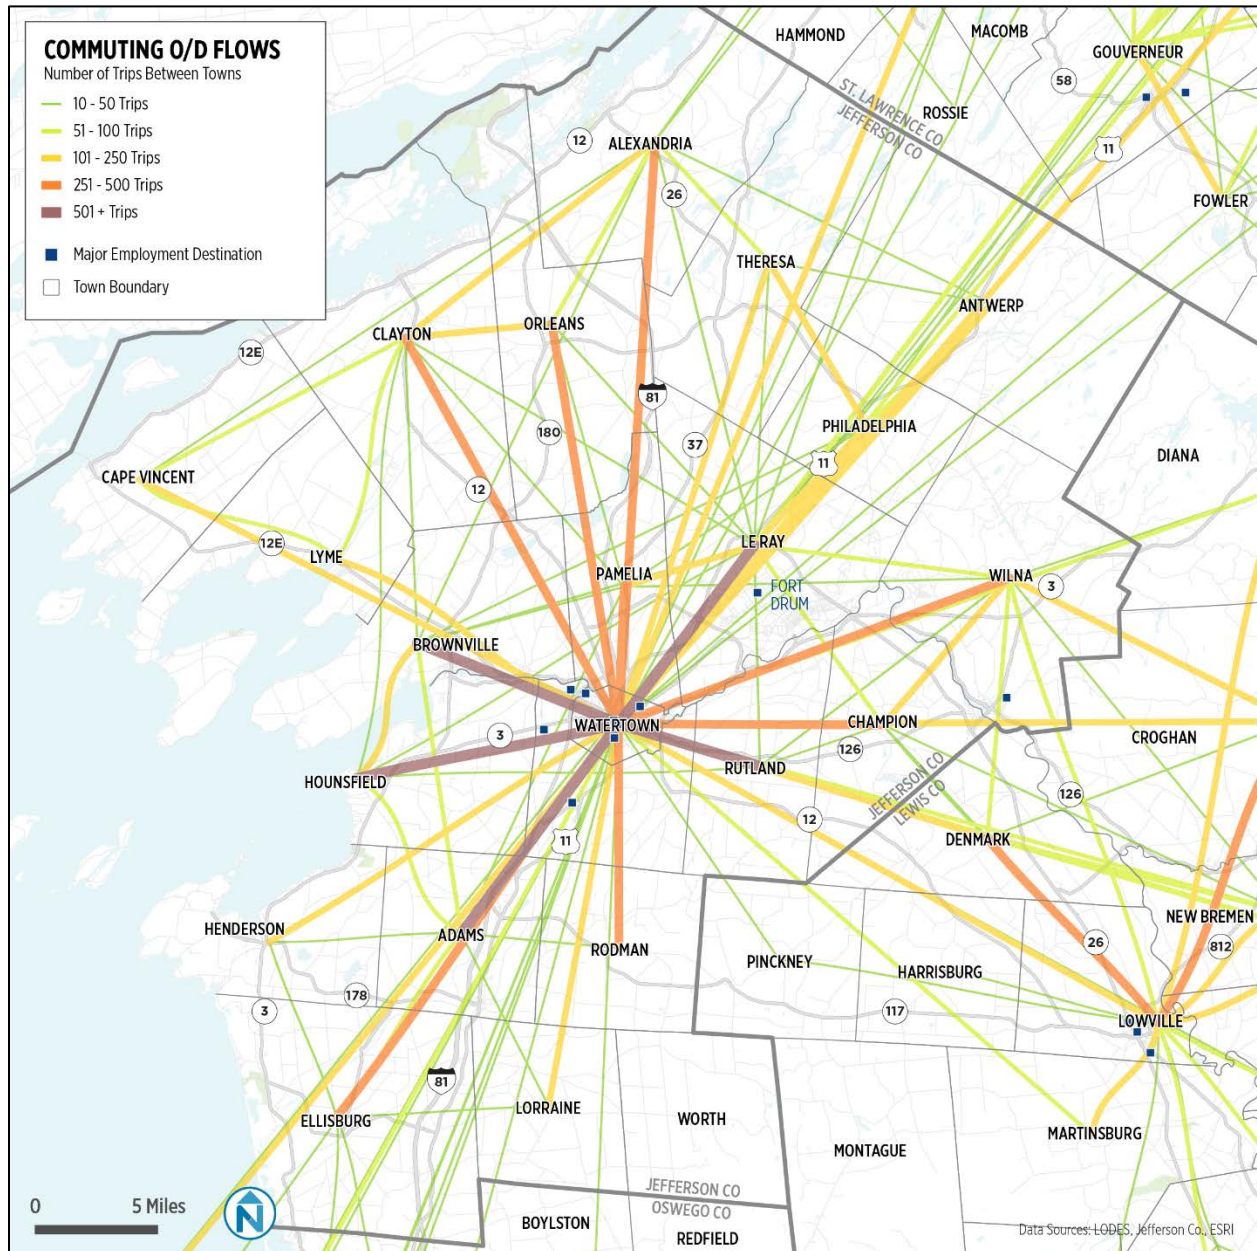 COMMUTING O/D FLOWS
Number of Trips Between Towns
10 - 50 Trips
51 - 100 Trips
101 - 250 Trips
251 - 500 Trips
501 + Trips
Major Employment Destination
Town Boundary
HAMMOND
MACOMB
GOUVERNEUR
58
ST. LAWRENCE CO
JEFFERSON CO
ROSSIE
11
FOWLER
12
ALEXANDRIA
26
THERESA
ANTWERP
CLAYTON
ORLEANS
12E
81
180
37
PHILADELPHIA
11
DIANA
CAPE VINCENT
12
12E
LYME
LE RAY
PAMELIA
FORT
DRUM
WILNA
3
BROWNVILLE
WATERTOWN
3
CHAMPION
126
CROGHAN
HOUNSFIELD
RUTLAND
JEFFERSON CO
LEWIS CO
126
12
11
DENMARK
HENDERSON
ADAMS
RODMAN
PINCKNEY
HARRISBURG
26
NEW BREMEN
812
178
3
117
LOWVILLE
81
ELLISBURG
LORRAINE
WORTH
MONTAGUE
MARTINSBURG
0 5 Miles
N
JEFFERSON CO
OSWEGO CO
BOYLSTON
REDFIELD
Data Sources: LODES, Jefferson Co., ESRI